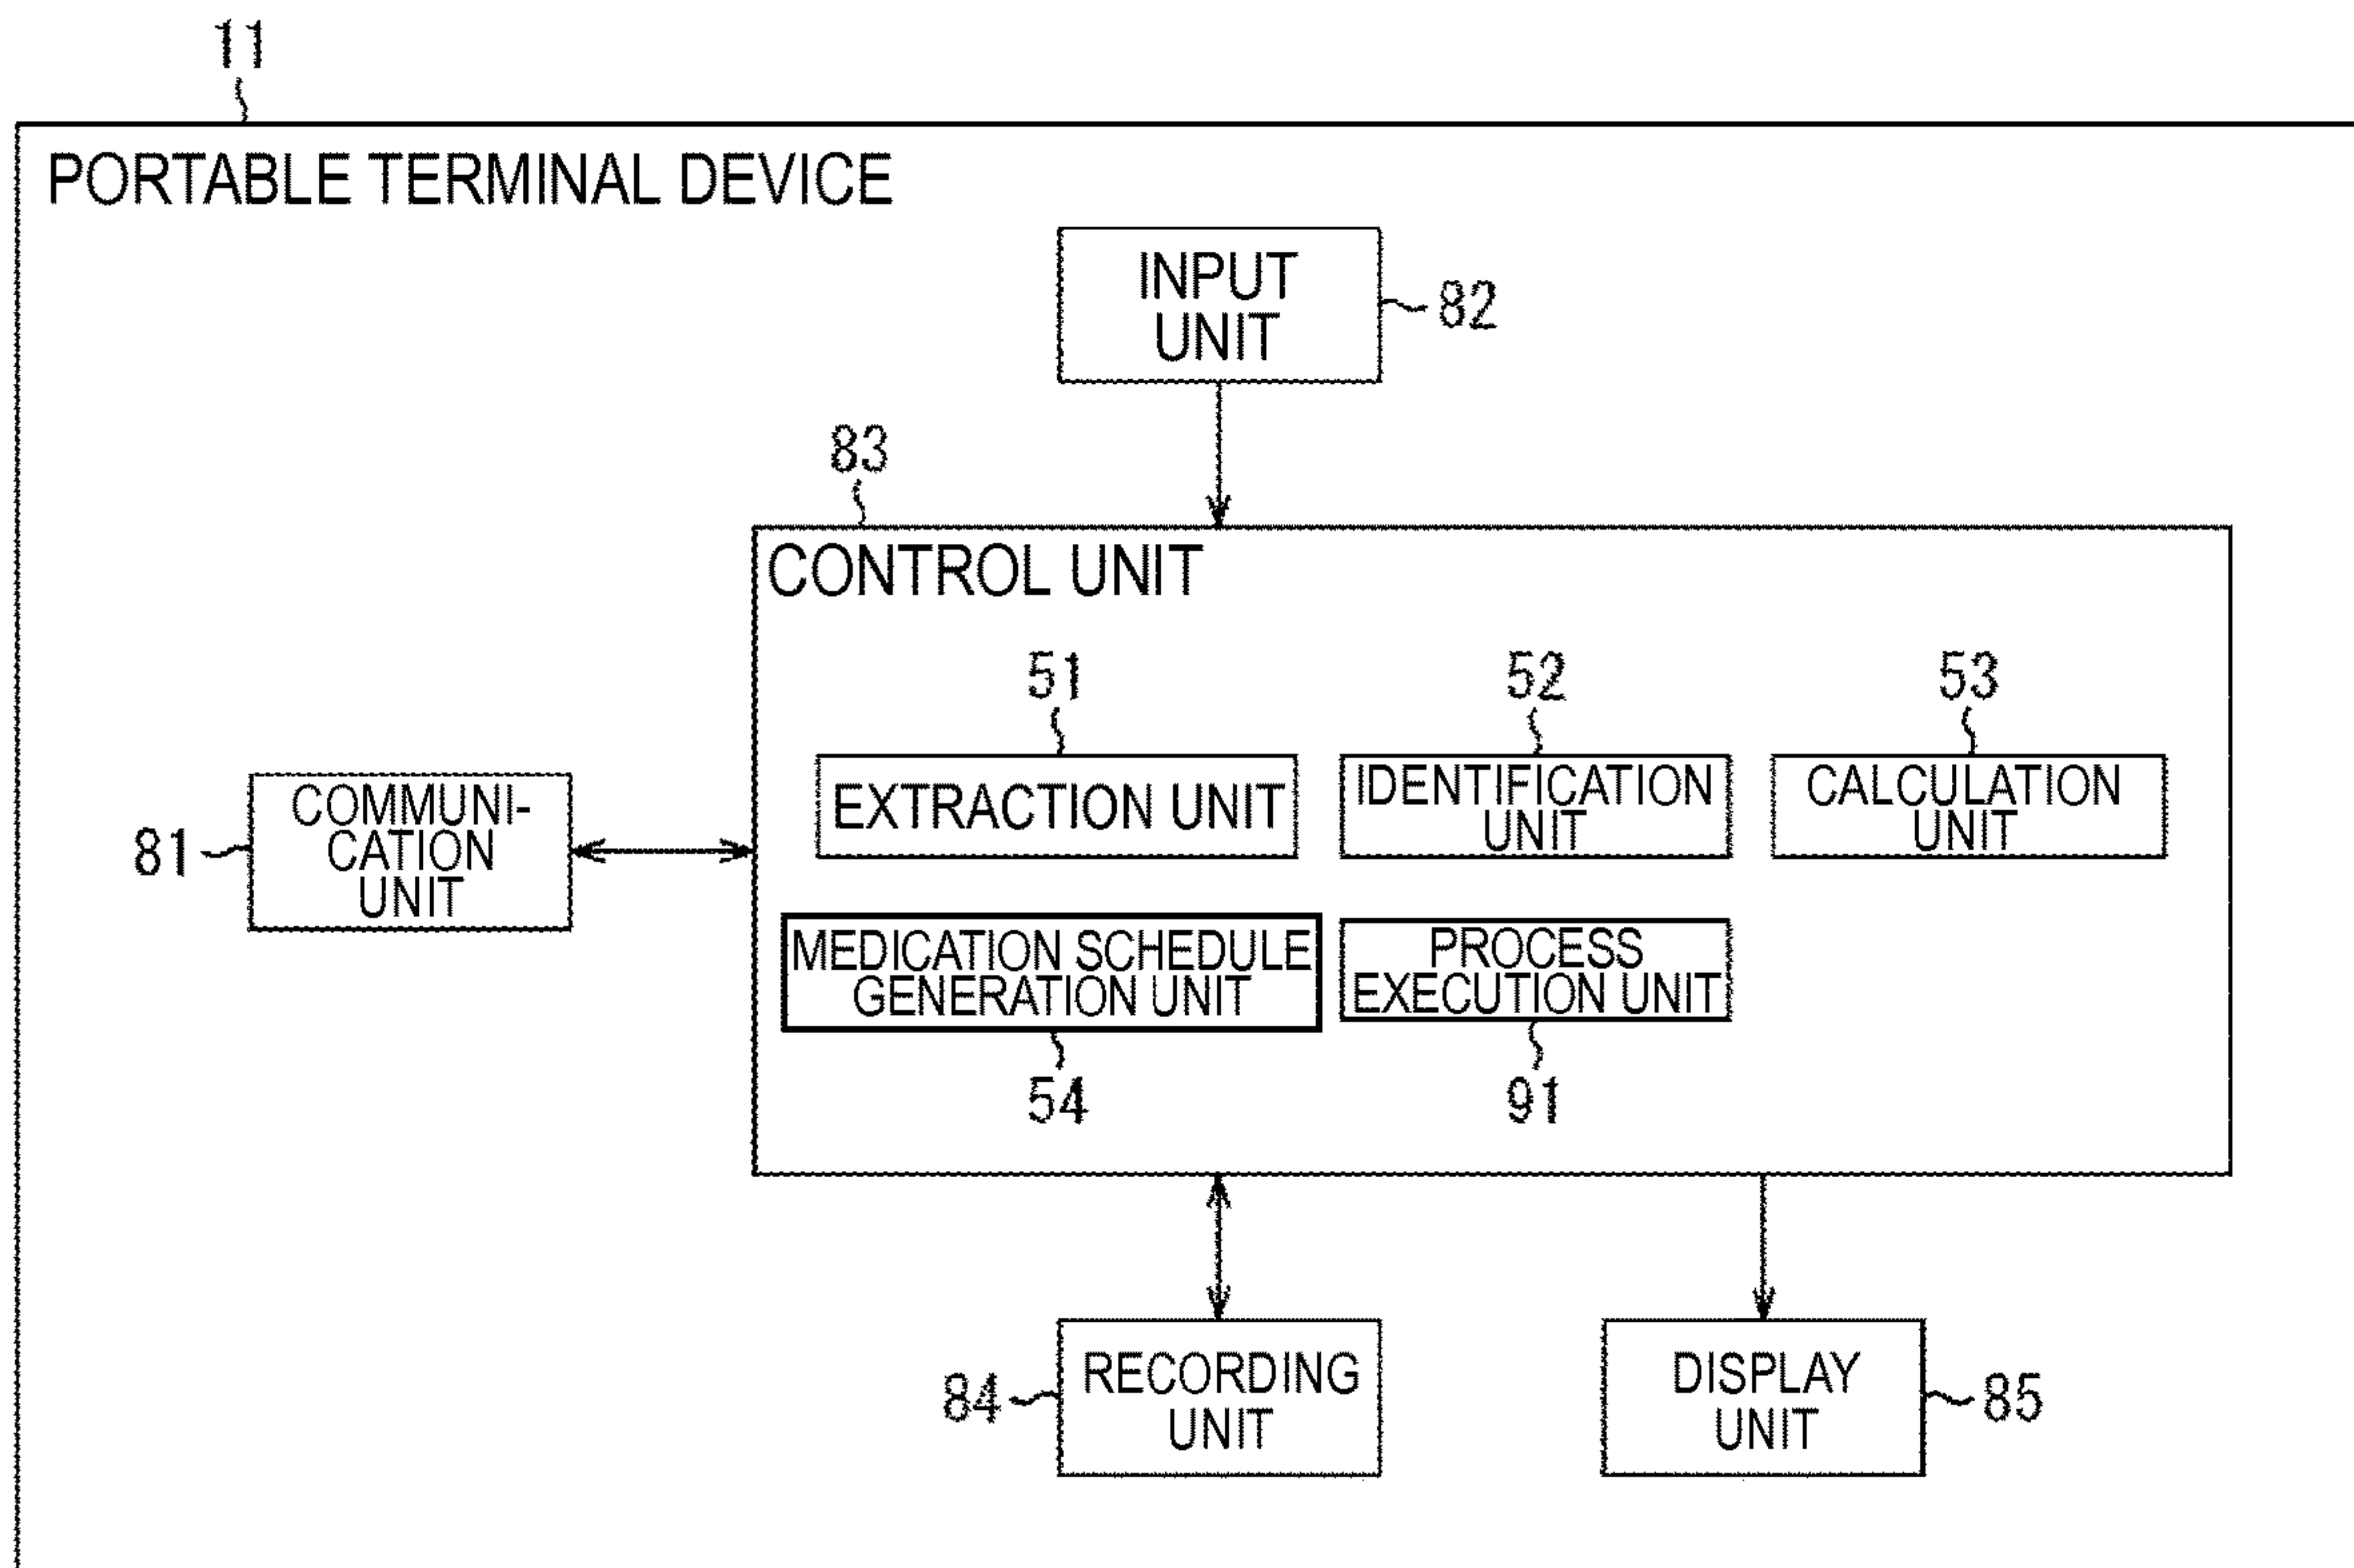 11
PORTABLE TERMINAL DEVICE
INPUT
UNIT
82
83
CONTROL UNIT
51
52
53
EXTRACTION UNIT
IDENTIFICATION
UNIT
CALCULATION
UNIT
81
COMMUNI-
CATION
UNIT
MEDICATION SCHEDULE
GENERATION UNIT
PROCESS
EXECUTION UNIT
54
91
84
RECORDING
UNIT
DISPLAY
UNIT
85